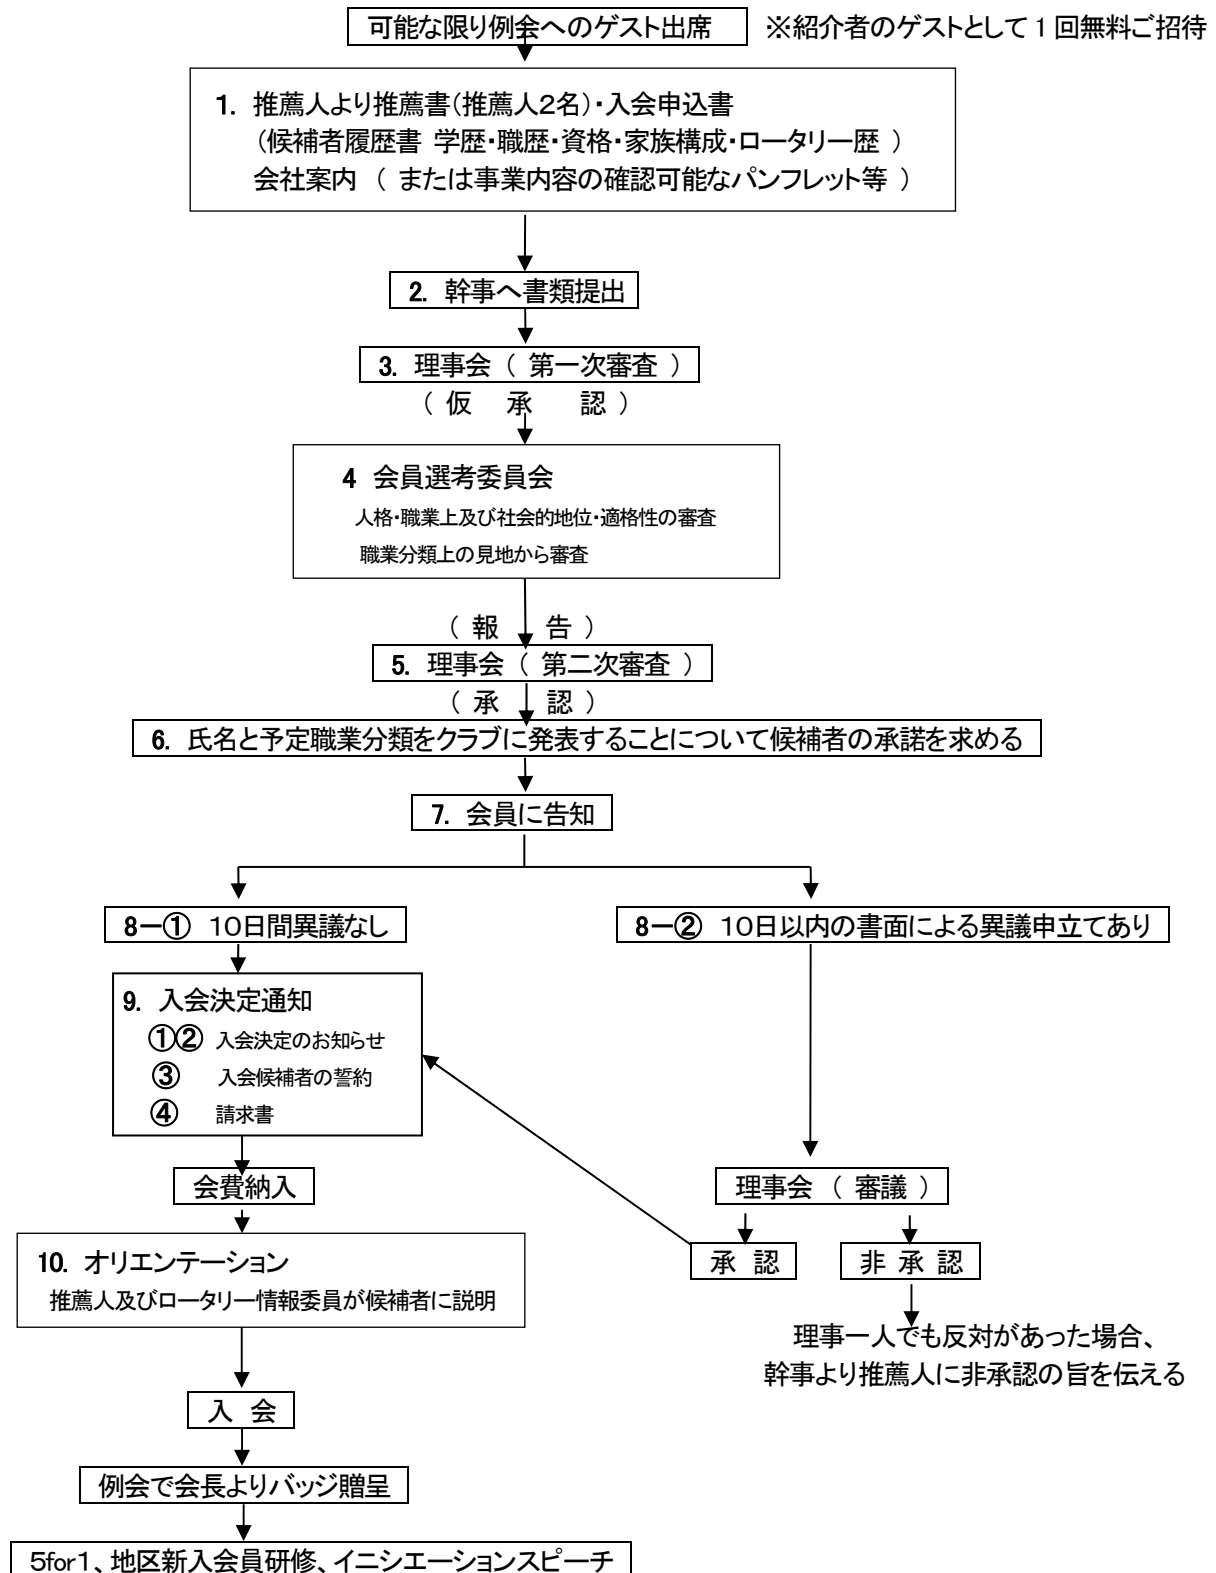 可能な限り例会へのゲスト出席 ※紹介者のゲストとして1回無料ご招待
1. 推薦人より推薦書(推薦人2名)・入会申込書
(候補者履歴書 学歴・職歴・資格・家族構成・ロータリー歴 )
会社案内 ( または事業内容の確認可能なパンフレット等 )
2. 幹事へ書類提出
3. 理事会 ( 第一次審査 )
( 仮 承 認 )
4 会員選考委員会
人格・職業上及び社会的地位・適格性の審査
職業分類上の見地から審査
( 報 告 )
5. 理事会 ( 第二次審査 )
( 承 認 )
6. 氏名と予定職業分類をクラブに発表することについて候補者の承諾を求める
7. 会員に告知
8-① 10日間異議なし
8-② 10日以内の書面による異議申立てあり
9. 入会決定通知
①② 入会決定のお知らせ
③ 入会候補者の誓約
④ 請求書
会費納入
理事会 ( 審議 )
承 認
非 承 認
10. オリエンテーション
推薦人及びロータリー情報委員が候補者に説明
理事一人でも反対があった場合、
幹事より推薦人に非承認の旨を伝える
入 会
例会で会長よりバッジ贈呈
5for1、地区新入会員研修、イニシエーションスピーチ